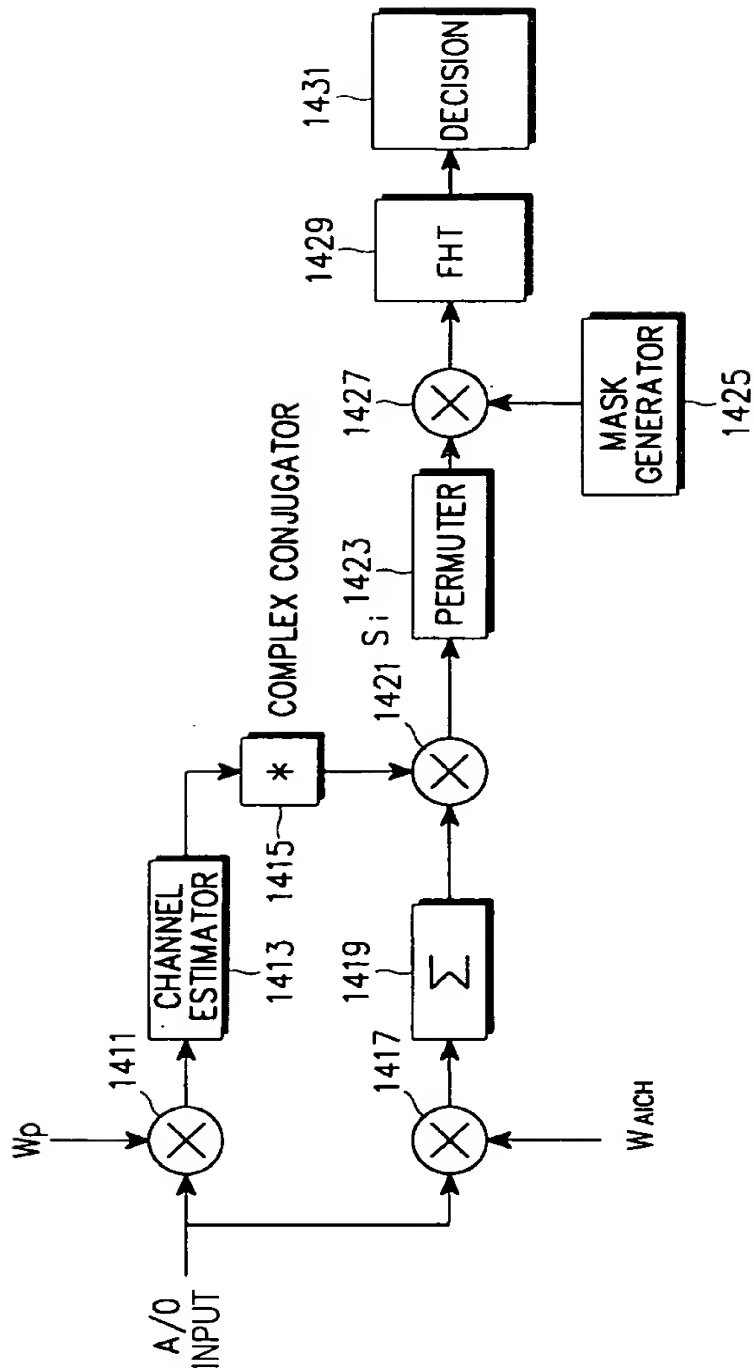 A/O
INPUT
Wp
1411
CHANNEL
ESTIMATOR
1413
*
1415
COMPLEX CONJUGATOR
WAICH
1417
Σ
1419
1421
Si
PERMUTER
1423
1427
MASK
GENERATOR
1425
FHT
1429
DECISION
1431